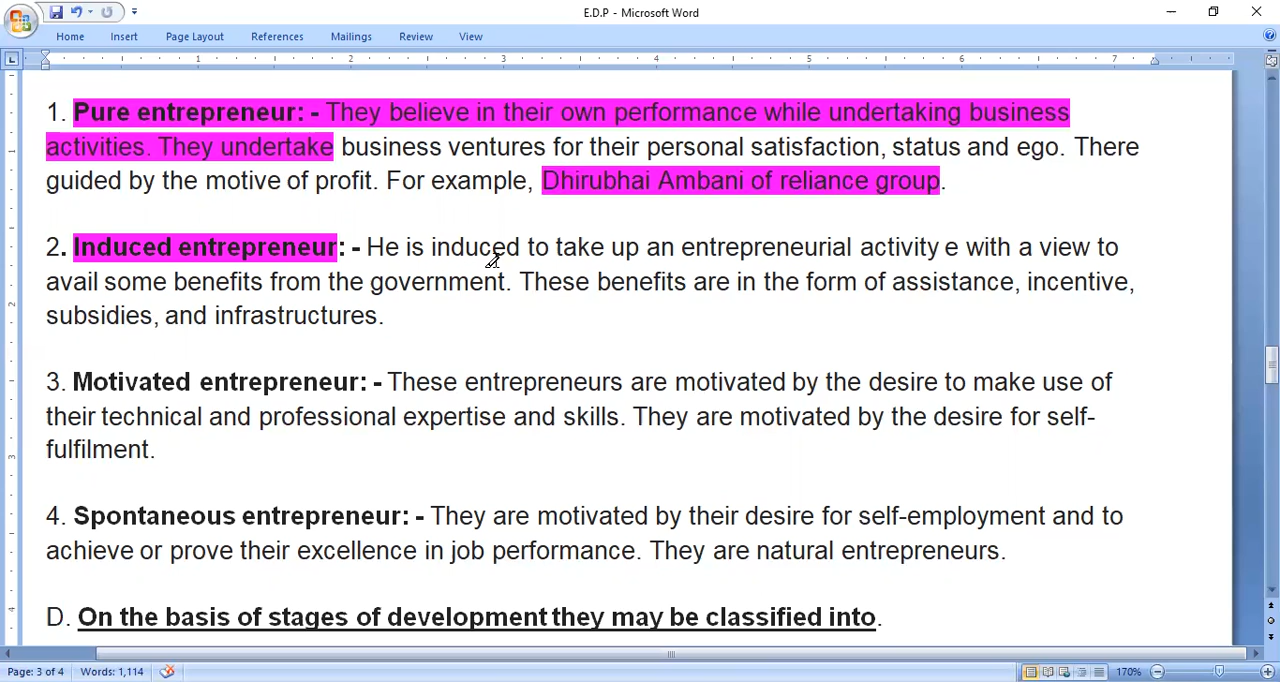 E.D.P - Microsoft Word
Home Insert Page Layout References Mailings Review View
1 2 3 4 5 6 7
1. Pure entrepreneur: - They believe in their own performance while undertaking business
activities. They undertake business ventures for their personal satisfaction, status and ego. There
guided by the motive of profit. For example, Dhirubhai Ambani of reliance group.
2. Induced entrepreneur: - He is induced to take up an entrepreneurial activity e with a view to
avail some benefits from the government. These benefits are in the form of assistance, incentive,
subsidies, and infrastructures.
3. Motivated entrepreneur: - These entrepreneurs are motivated by the desire to make use of
their technical and professional expertise and skills. They are motivated by the desire for self-
fulfilment.
4. Spontaneous entrepreneur: - They are motivated by their desire for self-employment and to
achieve or prove their excellence in job performance. They are natural entrepreneurs.
D. On the basis of stages of development they may be classified into.
Page: 3 of 4 Words: 1,114 170%